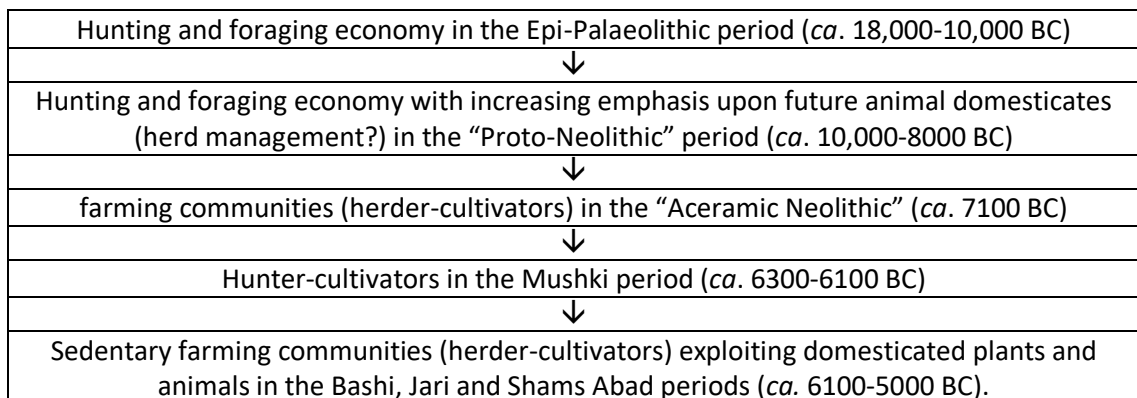 Hunting and foraging economy in the Epi-Palaeolithic period (ca. 18,000-10,000 BC)
↓
Hunting and foraging economy with increasing emphasis upon future animal domesticates
(herd management?) in the “Proto-Neolithic” period (ca. 10,000-8000 BC)
↓
farming communities (herder-cultivators) in the “Aceramic Neolithic” (ca. 7100 BC)
↓
Hunter-cultivators in the Mushki period (ca. 6300-6100 BC)
↓
Sedentary farming communities (herder-cultivators) exploiting domesticated plants and
animals in the Bashi, Jari and Shams Abad periods (ca. 6100-5000 BC).